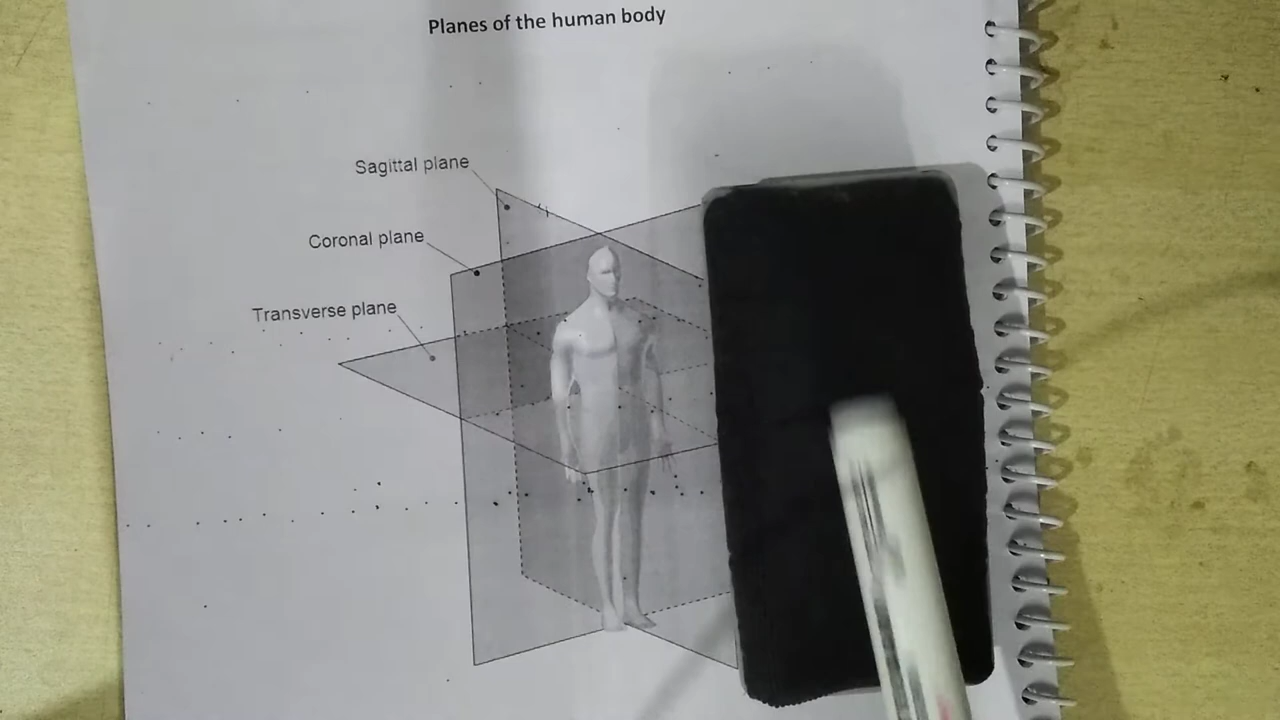 Planes of the human body
Sagittal plane
Coronal plane
Transverse plane